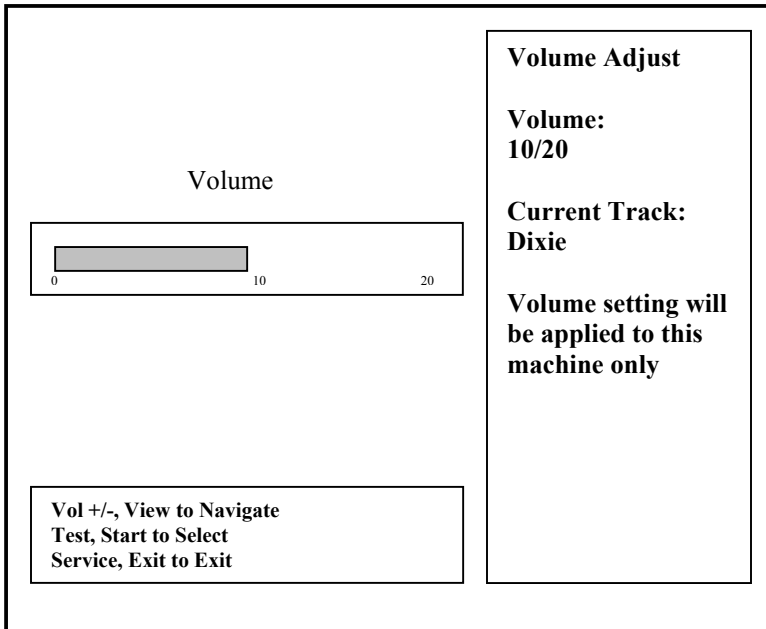 Volume
0 10 20
Vol +/-, View to Navigate
Test, Start to Select
Service, Exit to Exit
Volume Adjust
Volume:
10/20
Current Track:
Dixie
Volume setting will
be applied to this
machine only